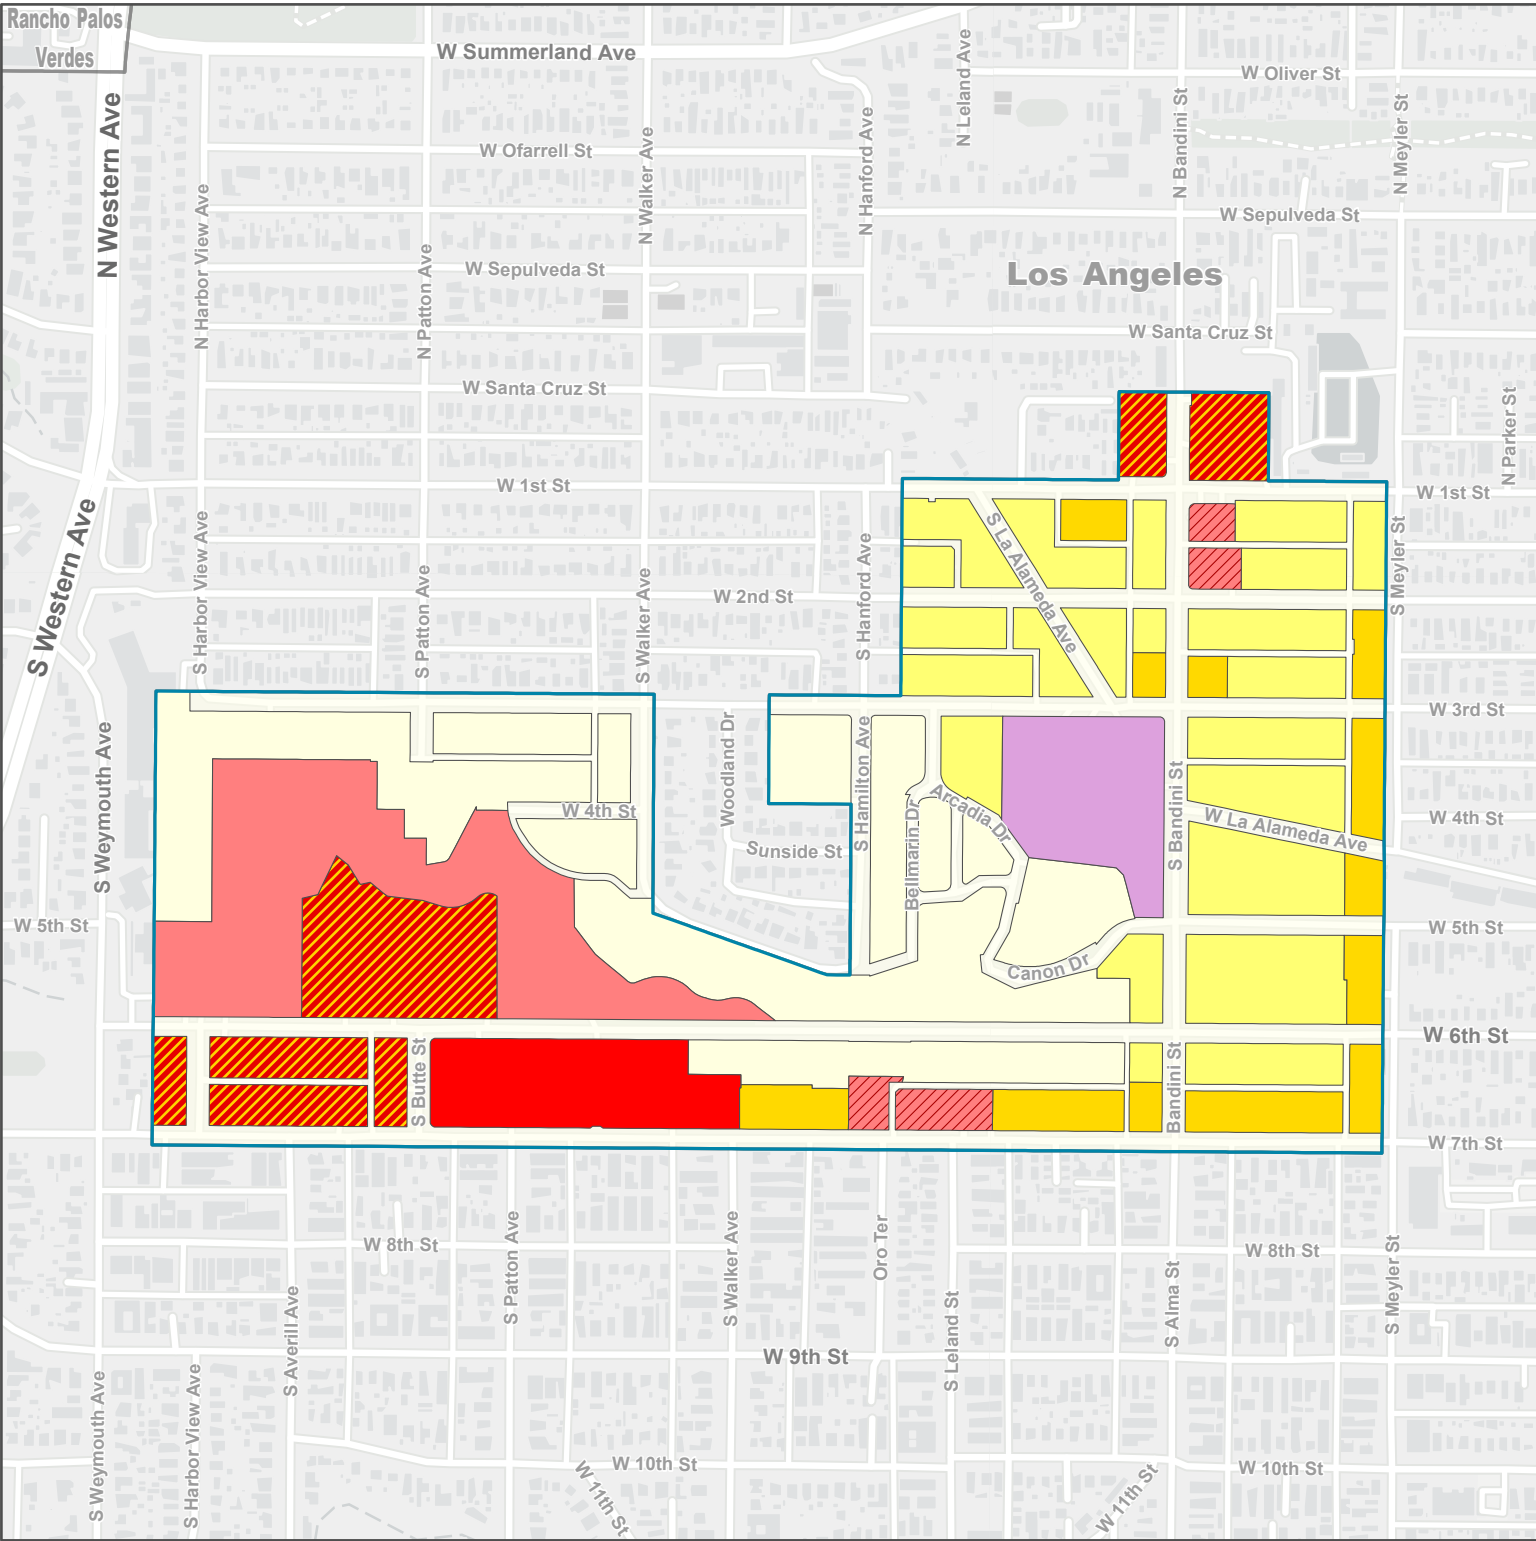 Rancho Palos
Verdes
W Summerland Ave
N Leland Ave
W Oliver St
N Western Ave
N Bandini St
N Meyler St
N Hanford Ave
W Ofarrell St
N Walker Ave
N Harbor View Ave
W Sepulveda St
N Patton Ave
W Sepulveda St
Los Angeles
W Santa Cruz St
W Santa Cruz St
N Parker St
W 1st St
W 1st St
S Western Ave
S Harbor View Ave
S Patton Ave
S Walker Ave
S Hanford Ave
S La Alameda Ave
S Meyler St
W 2nd St
W 3rd St
S Weymouth Ave
Woodland Dr
S Hamilton Ave
S Bandini St
W 4th St
Arcadia Dr
W La Alameda Ave
W 4th St
Sunside St
Bellmarin Dr
W 5th St
W 5th St
Canon Dr
W 6th St
S Butte St
Bandini St
W 7th St
W 8th St
S Patton Ave
S Walker Ave
Oro Ter
W 8th St
S Meyler St
S Alma St
S Averill Ave
S Leland St
W 9th St
S Weymouth Ave
S Harbor View Ave
W 10th St
W 11th St
W 11th St
W 10th St